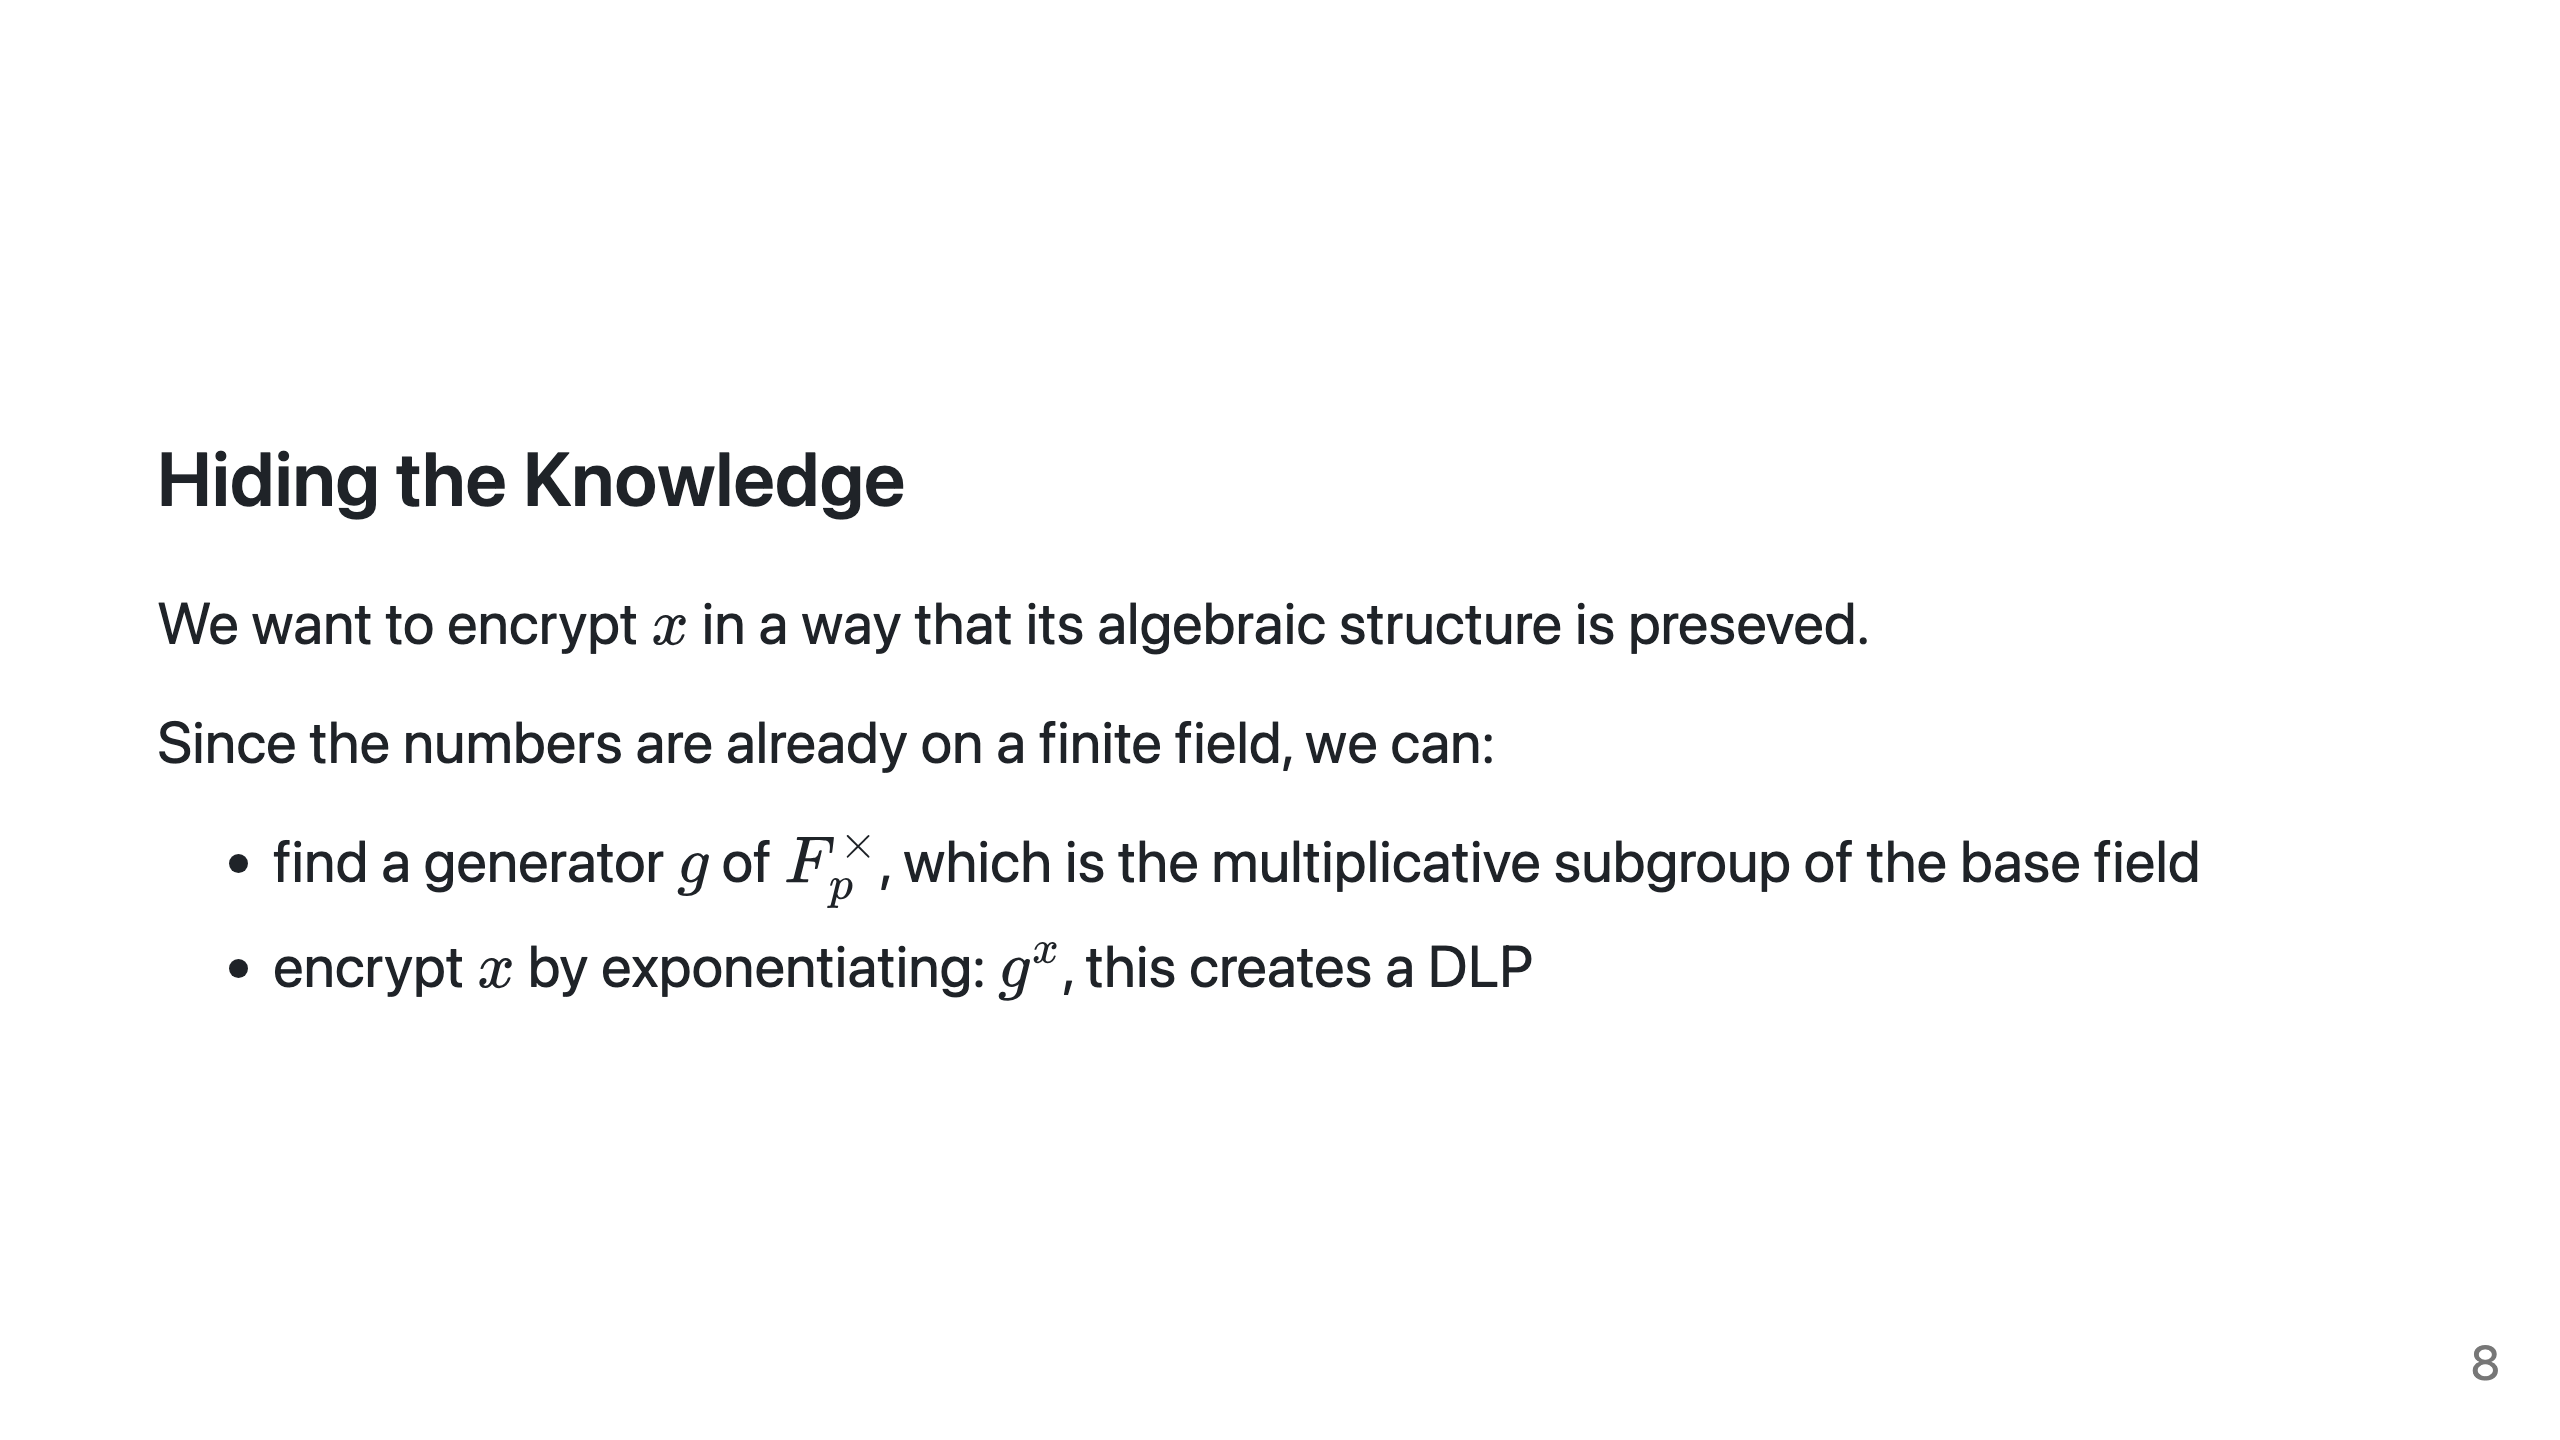 Hiding the Knowledge
We want to encrypt x in a way that its algebraic structure is preseved.
Since the numbers are already on a finite field, we can:
• find a generator g of F_p^×, which is the multiplicative subgroup of the base field
• encrypt x by exponentiating: g^x, this creates a DLP
8